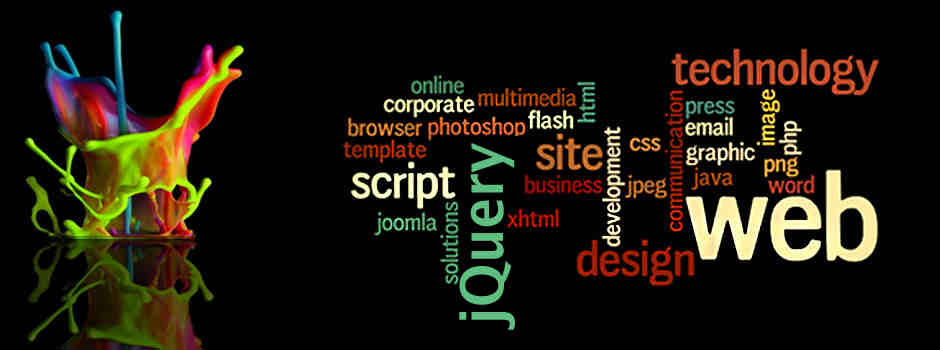 technology
online
corporate
multimedia
html
browser
photoshop
flash
template
site
development
css
communication
press
email
image
php
graphic
png
script
business
jpeg
java
word
joomla
solutions
jQuery
xhtml
design
web